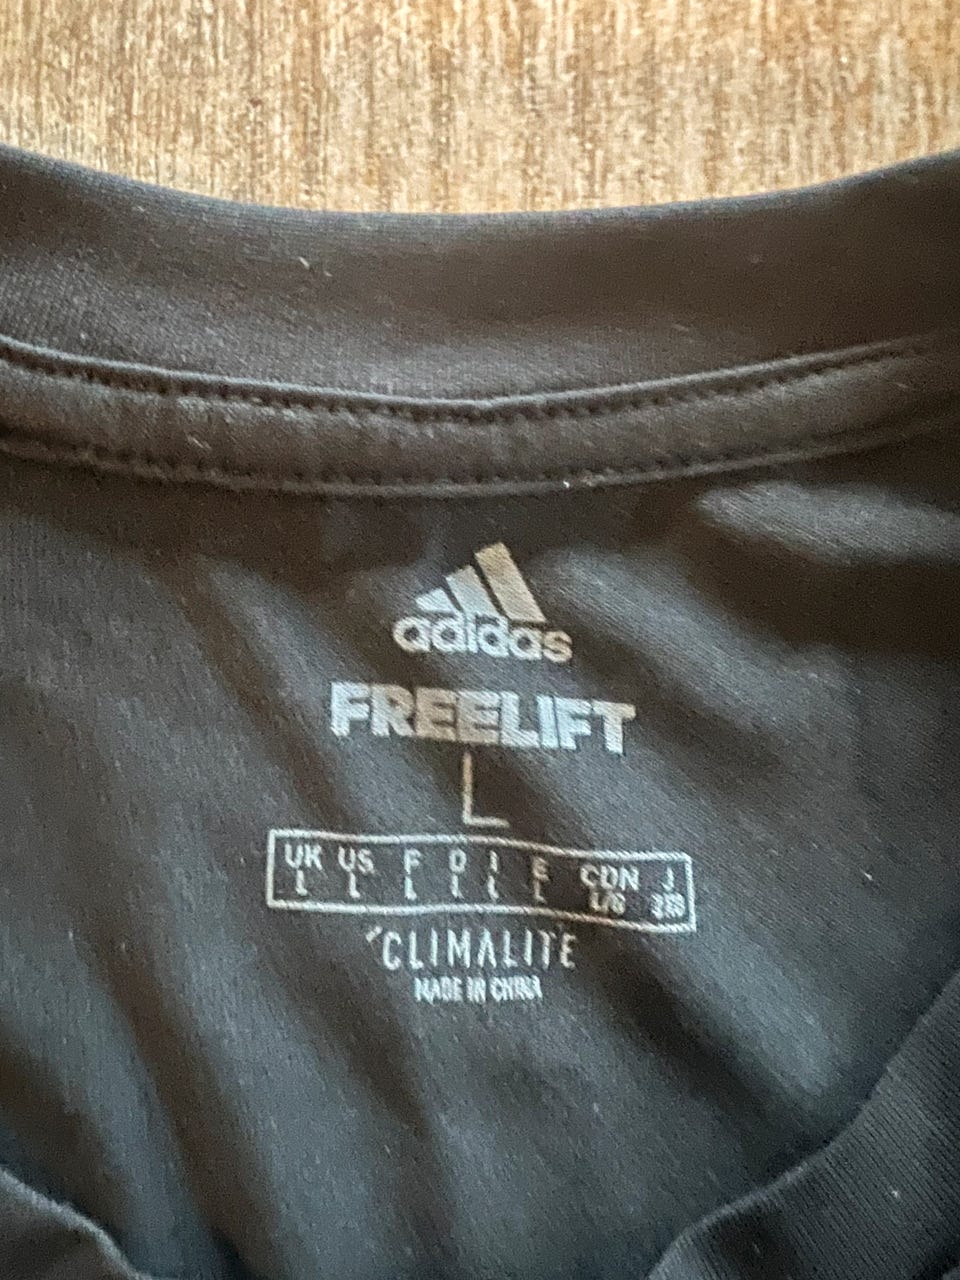 adidas
FREELIFT
L
UK US F D I E CDN J
L L L L L L L/G
CLIMALITE
MADE IN CHINA